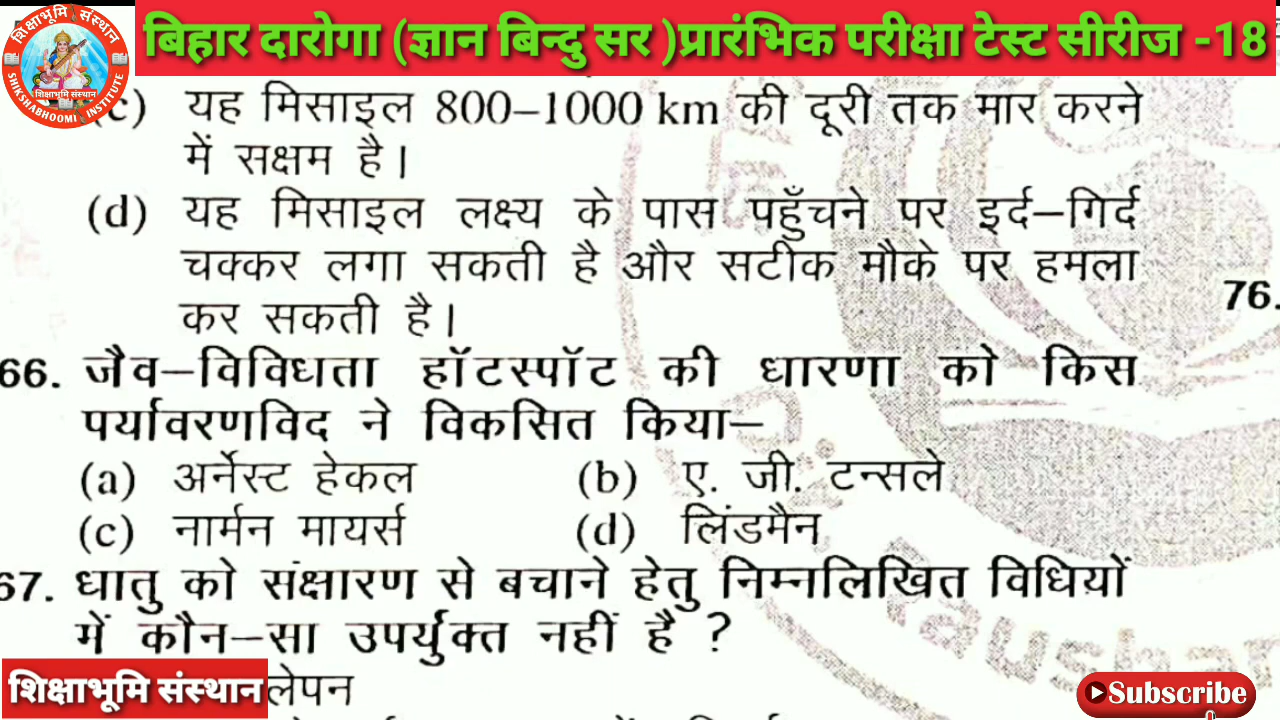 बिहार दारोगा (ज्ञान बिन्दु सर )प्रारंभिक परीक्षा टेस्ट सीरीज -18
शिक्षाभूमि संस्थान
शिक्षाभूमि संस्थान
SHIKSHABHOOMI INSTITUTE
(c) यह मिसाइल 800–1000 km की दूरी तक मार करने
में सक्षम है।
(d) यह मिसाइल लक्ष्य के पास पहुँचने पर इर्द–गिर्द
चक्कर लगा सकती है और सटीक मौके पर हमला
कर सकती है।
76.
66. जैव–विविधता हॉटस्पॉट की धारणा को किस
पर्यावरणविद ने विकसित किया–
(a) अर्नेस्ट हेकल (b) ए. जी. टन्सले
(c) नार्मन मायर्स (d) लिंडमैन
67. धातु को संक्षारण से बचाने हेतु निम्नलिखित विधियों
में कौन–सा उपर्युक्त नहीं है ?
लेपन
शिक्षाभूमि संस्थान
Subscribe